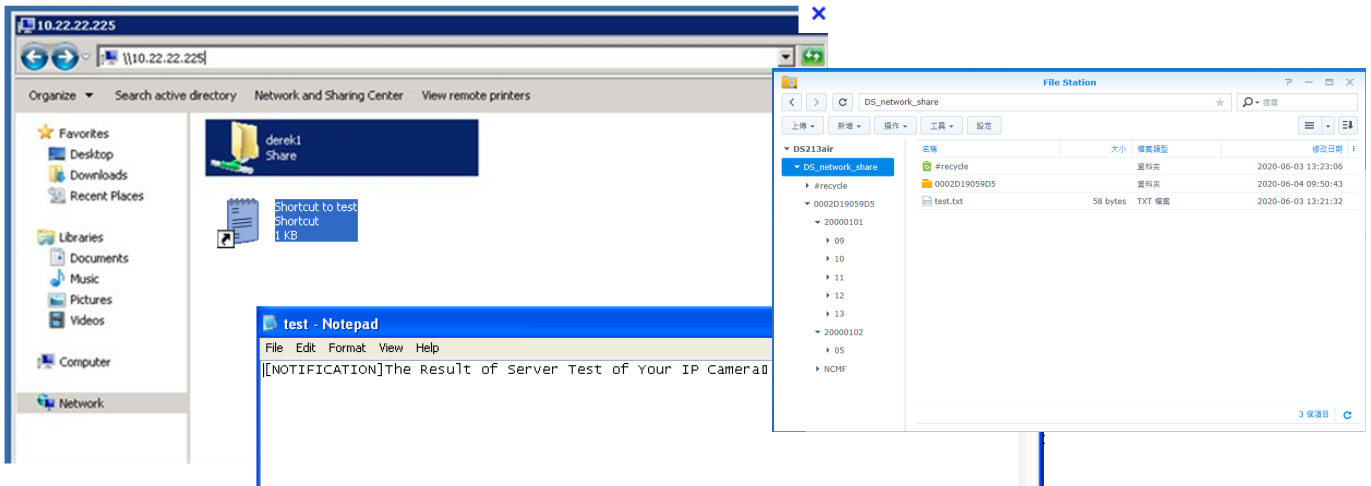 10.22.22.225
\\10.22.22.225
Organize Search active directory Network and Sharing Center View remote printers
Favorites
Desktop
Downloads
Recent Places
Libraries
Documents
Music
Pictures
Videos
Computer
Network
derek1
Share
Shortcut to test
Shortcut
1 KB
test - Notepad
File Edit Format View Help
[NOTIFICATION]The Result of Server Test of Your IP Camera
File Station
DS_network_share
搜尋
上傳 新增 操作 工具 設定
DS213air
DS_network_share
#recycle
0002D19059D5
20000101
09
10
11
12
13
20000102
05
NCMF
名稱 大小 檔案類型 修改日期
#recycle 資料夾 2020-06-03 13:23:06
0002D19059D5 資料夾 2020-06-04 09:50:43
test.txt 58 bytes TXT 檔案 2020-06-03 13:21:32
3 個項目